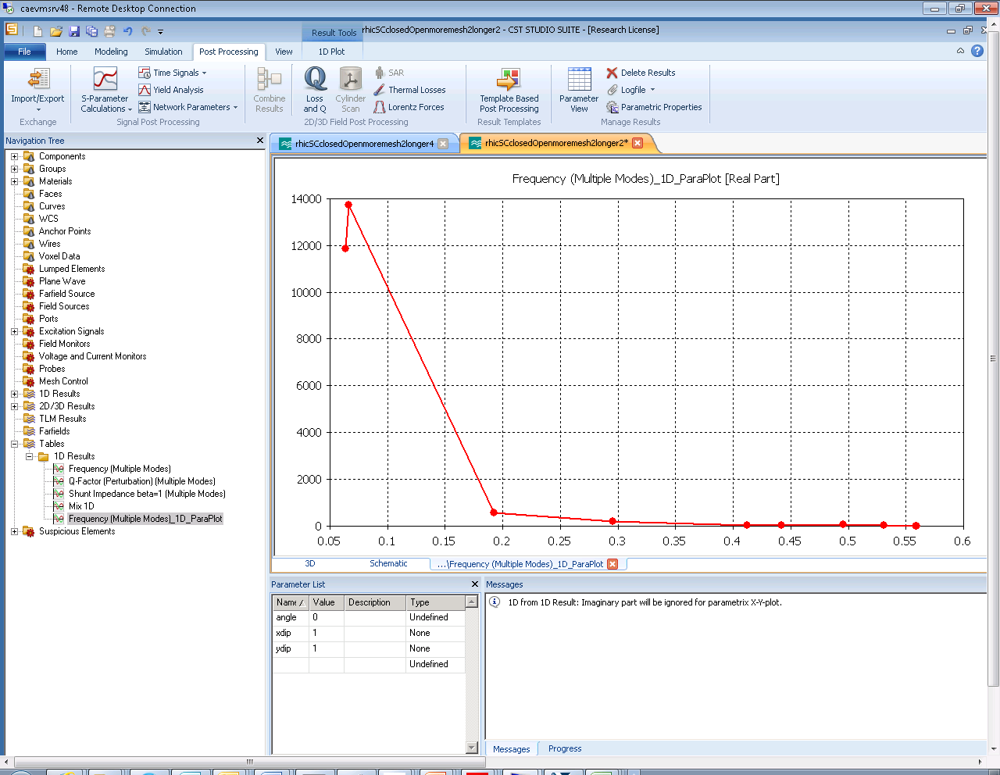 caevmsrv48 - Remote Desktop Connection
Result Tools
rhicSCclosedOpenmoremesh2longer2 - CST STUDIO SUITE - [Research License]
File Home Modeling Simulation Post Processing View 1D Plot
Import/Export
Exchange
S-Parameter
Calculations
Time Signals
Yield Analysis
Network Parameters
Signal Post Processing
Combine
Results
Loss
and Q
Cylinder
Scan
SAR
Thermal Losses
Lorentz Forces
2D/3D Field Post Processing
Template Based
Post Processing
Result Templates
Parameter
View
Delete Results
Logfile
Parametric Properties
Manage Results
Navigation Tree
Components
Groups
Materials
Faces
Curves
WCS
Anchor Points
Wires
Voxel Data
Lumped Elements
Plane Wave
Farfield Source
Field Sources
Ports
Excitation Signals
Field Monitors
Voltage and Current Monitors
Probes
Mesh Control
1D Results
2D/3D Results
TLM Results
Farfields
Tables
1D Results
Frequency (Multiple Modes)
Q-Factor (Perturbation) (Multiple Modes)
Shunt Impedance beta=1 (Multiple Modes)
Mix 1D
Frequency (Multiple Modes)_1D_ParaPlot
Suspicious Elements
rhicSCclosedOpenmoremesh2longer4
rhicSCclosedOpenmoremesh2longer2*
Frequency (Multiple Modes)_1D_ParaPlot [Real Part]
14000
12000
10000
8000
6000
4000
2000
0
0.05 0.1 0.15 0.2 0.25 0.3 0.35 0.4 0.45 0.5 0.55 0.6
3D Schematic ...\Frequency (Multiple Modes)_1D_ParaPlot
Parameter List
Name Value Description Type
angle 0 Undefined
xdip 1 None
ydip 1 None
Undefined
Messages
1D from 1D Result: Imaginary part will be ignored for parametrix X-Y-plot.
Messages Progress